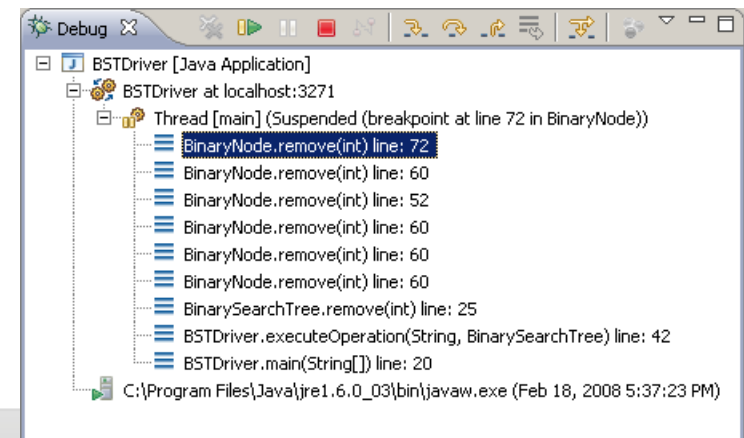 Debug
BSTDriver [Java Application]
BSTDriver at localhost:3271
Thread [main] (Suspended (breakpoint at line 72 in BinaryNode))
BinaryNode.remove(int) line: 72
BinaryNode.remove(int) line: 60
BinaryNode.remove(int) line: 52
BinaryNode.remove(int) line: 60
BinaryNode.remove(int) line: 60
BinaryNode.remove(int) line: 60
BinarySearchTree.remove(int) line: 25
BSTDriver.executeOperation(String, BinarySearchTree) line: 42
BSTDriver.main(String[]) line: 20
C:\Program Files\Java\jre1.6.0_03\bin\javaw.exe (Feb 18, 2008 5:37:23 PM)